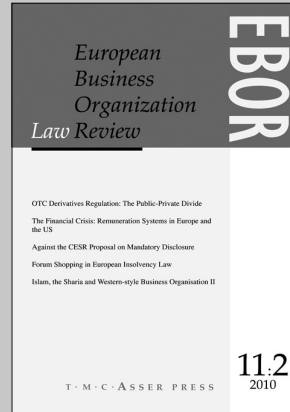 European
Business
Organization
Law Review
EBOR
OTC Derivatives Regulation: The Public-Private Divide
The Financial Crisis: Remuneration Systems in Europe and
the US
Against the CESR Proposal on Mandatory Disclosure
Forum Shopping in European Insolvency Law
Islam, the Sharia and Western-style Business Organisation II
T·M·C·ASSER PRESS
11:2
2010